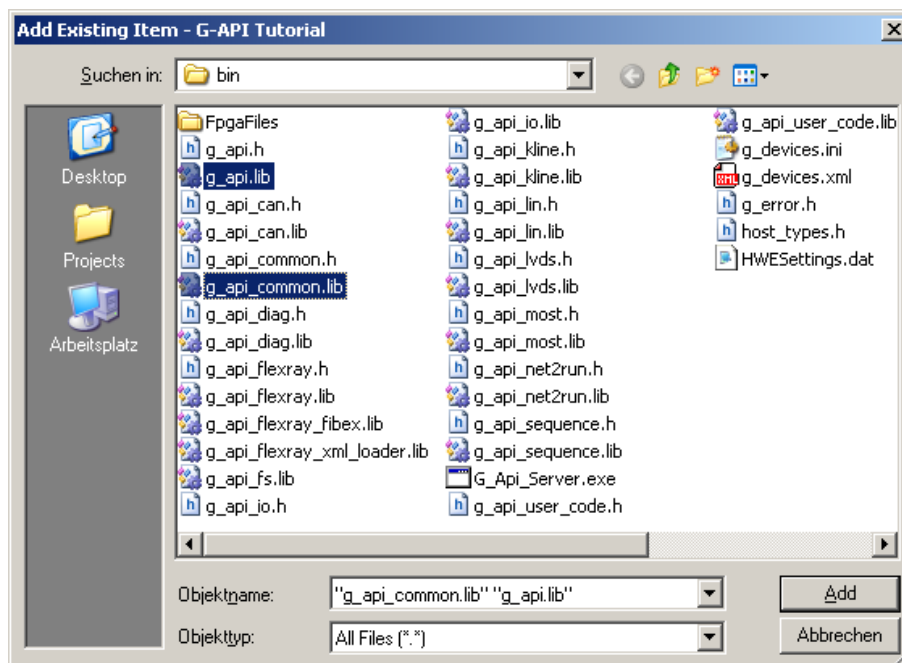 Add Existing Item - G-API Tutorial
Suchen in:
bin
Desktop
Projects
Arbeitsplatz
FpgaFiles
g_api.h
g_api.lib
g_api_can.h
g_api_can.lib
g_api_common.h
g_api_common.lib
g_api_diag.h
g_api_diag.lib
g_api_flexray.h
g_api_flexray.lib
g_api_flexray_fibex.lib
g_api_flexray_xml_loader.lib
g_api_fs.lib
g_api_io.h
g_api_io.lib
g_api_kline.h
g_api_kline.lib
g_api_lin.h
g_api_lin.lib
g_api_lvds.h
g_api_lvds.lib
g_api_most.h
g_api_most.lib
g_api_net2run.h
g_api_net2run.lib
g_api_sequence.h
g_api_sequence.lib
G_Api_Server.exe
g_api_user_code.h
g_api_user_code.lib
g_devices.ini
g_devices.xml
g_error.h
host_types.h
HWESettings.dat
Objektname:
"g_api_common.lib" "g_api.lib"
Add
Objekttyp:
All Files (*.*)
Abbrechen